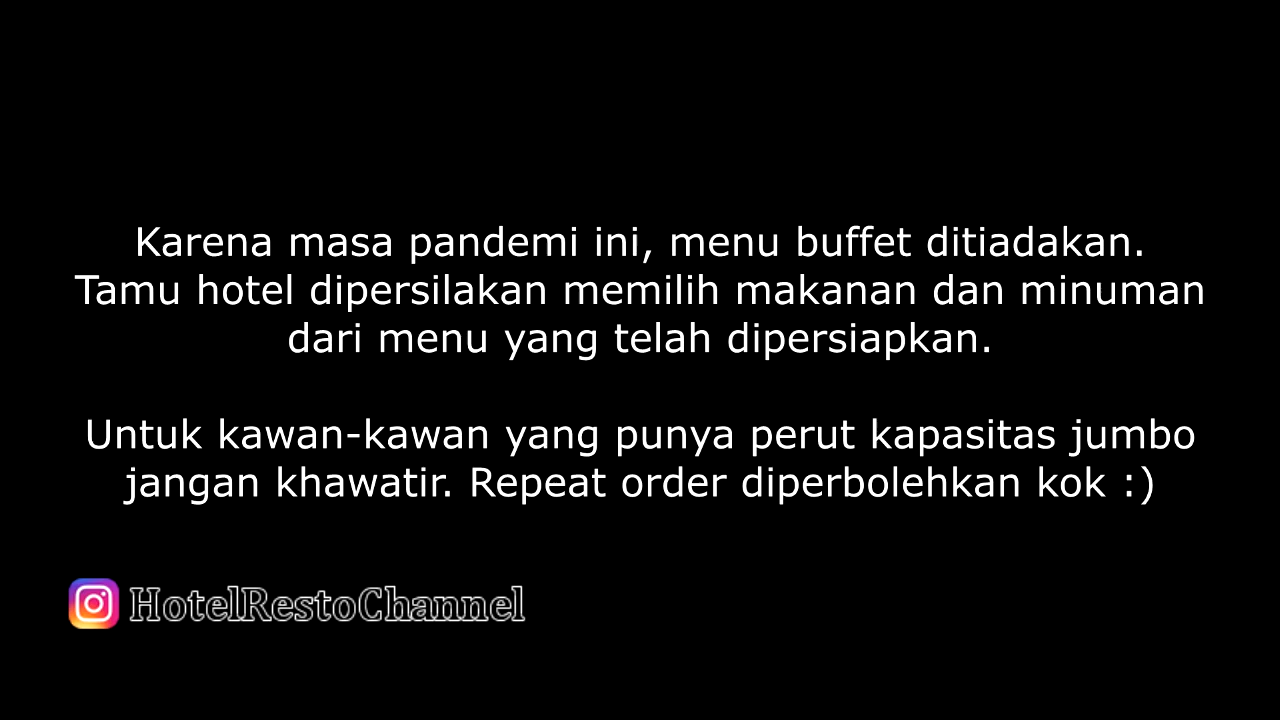 Karena masa pandemi ini, menu buffet ditiadakan.
Tamu hotel dipersilakan memilih makanan dan minuman
dari menu yang telah dipersiapkan.
Untuk kawan-kawan yang punya perut kapasitas jumbo
jangan khawatir. Repeat order diperbolehkan kok :)
HotelRestoChannel